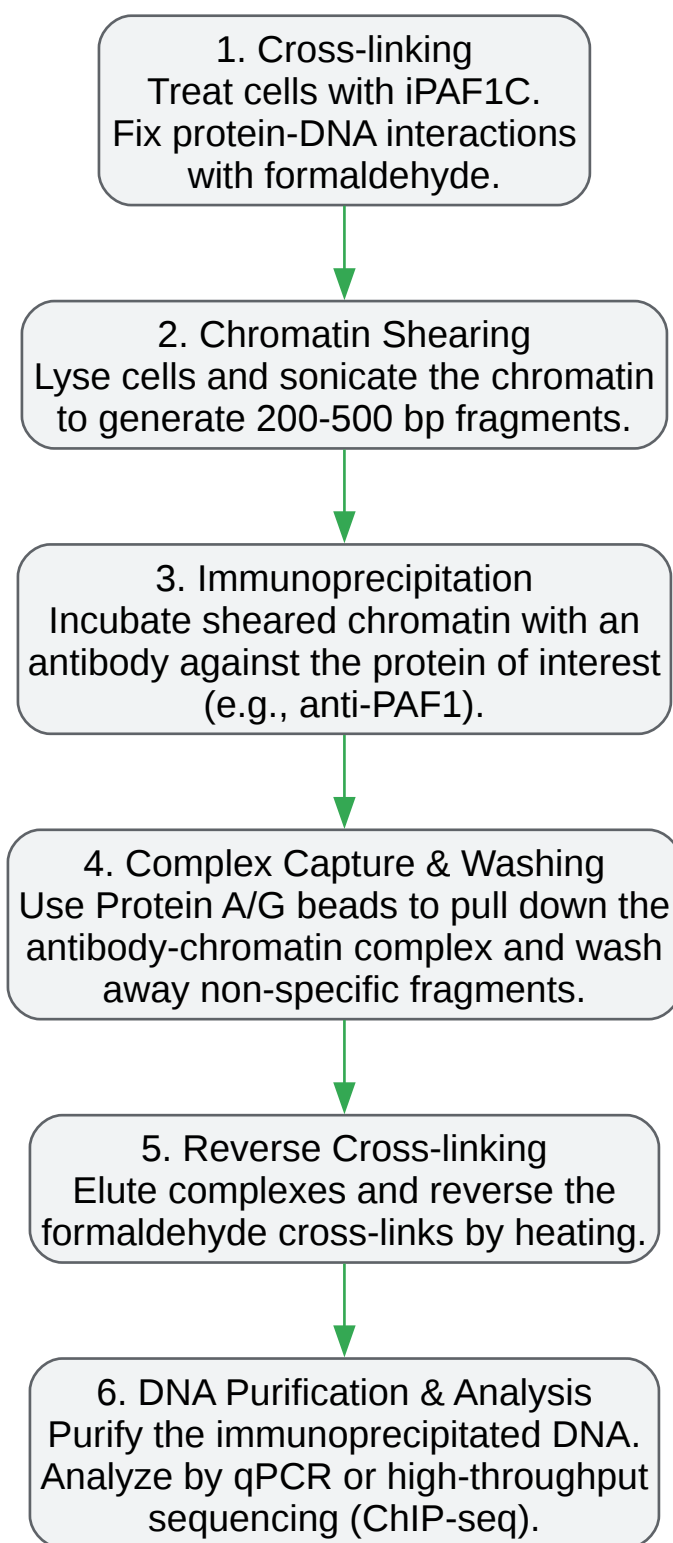 1. Cross-linking
Treat cells with iPAF1C.
Fix protein-DNA interactions
with formaldehyde.
2. Chromatin Shearing
Lyse cells and sonicate the chromatin
to generate 200-500 bp fragments.
3. Immunoprecipitation
Incubate sheared chromatin with an
antibody against the protein of interest
(e.g., anti-PAF1).
4. Complex Capture & Washing
Use Protein A/G beads to pull down the
antibody-chromatin complex and wash
away non-specific fragments.
5. Reverse Cross-linking
Elute complexes and reverse the
formaldehyde cross-links by heating.
6. DNA Purification & Analysis
Purify the immunoprecipitated DNA.
Analyze by qPCR or high-throughput
sequencing (ChIP-seq).